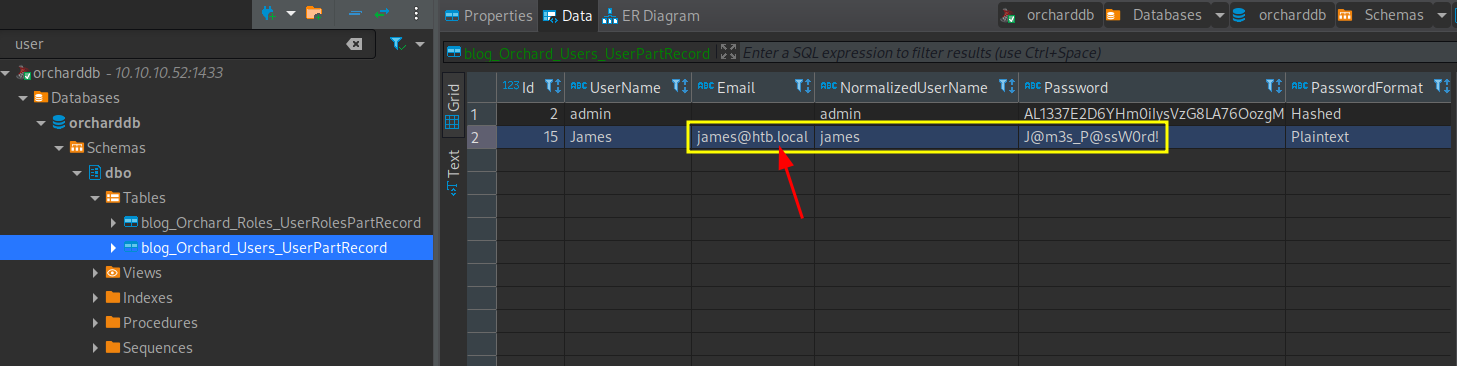 Properties Data ER Diagram orcharddb Databases orcharddb Schemas
user
blog_Orchard_Users_UserPartRecord Enter a SQL expression to filter results (use Ctrl+Space)
orcharddb - 10.10.10.52:1433
Databases
orcharddb
Schemas
dbo
Tables
blog_Orchard_Roles_UserRolesPartRecord
blog_Orchard_Users_UserPartRecord
Views
Indexes
Procedures
Sequences
Grid
Text
123 Id ABC UserName ABC Email ABC NormalizedUserName ABC Password ABC PasswordFormat
1 2 admin admin AL1337E2D6YHm0iIysVzG8LA76OozgM Hashed
2 15 James james@htb.local james J@m3s_P@ssW0rd! Plaintext